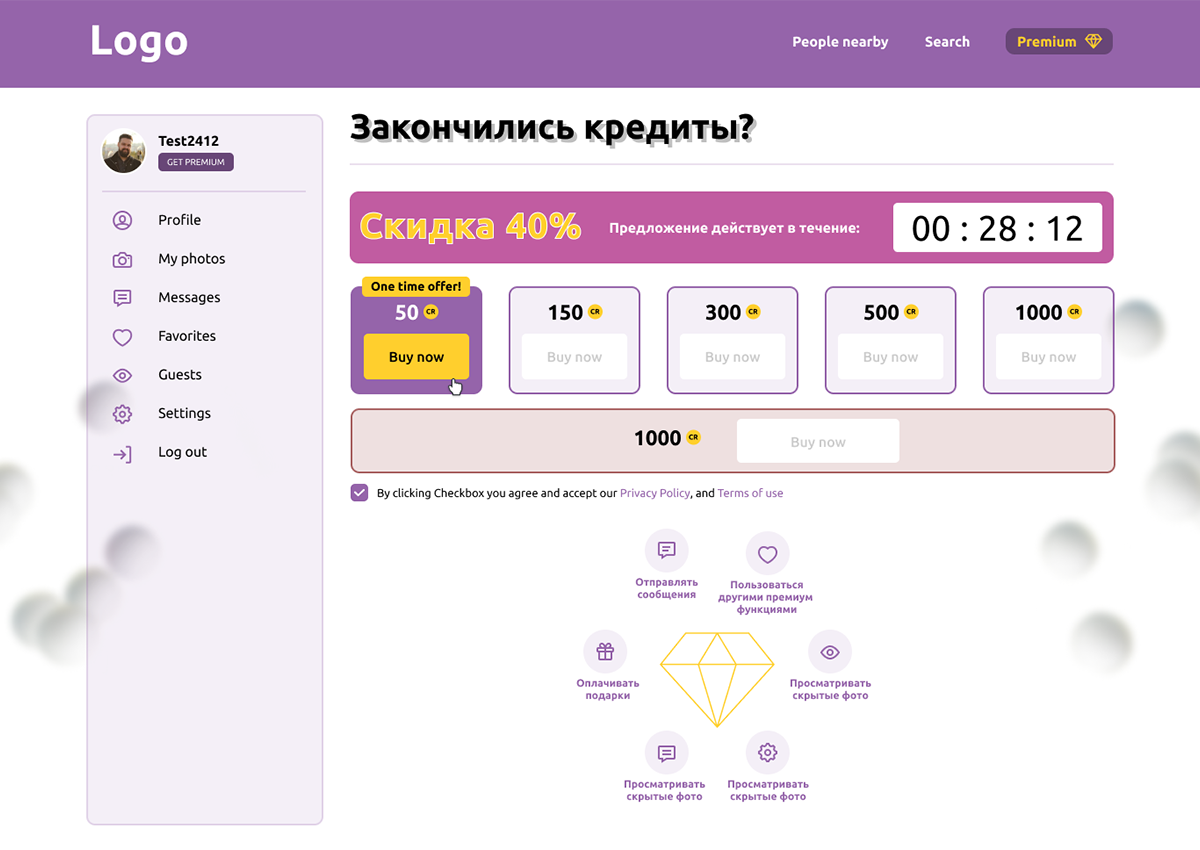 Logo
People nearby
Search
Premium
Test2412
GET PREMIUM
Profile
My photos
Messages
Favorites
Guests
Settings
Log out
Закончились кредиты?
Скидка 40%
Предложение действует в течение:
00 : 28 : 12
One time offer!
50 CR
Buy now
150 CR
Buy now
300 CR
Buy now
500 CR
Buy now
1000 CR
Buy now
1000 CR
Buy now
By clicking Checkbox you agree and accept our Privacy Policy, and Terms of use
Отправлять
сообщения
Пользоваться
другими премиум
функциями
Оплачивать
подарки
Просматривать
скрытые фото
Просматривать
скрытые фото
Просматривать
скрытые фото